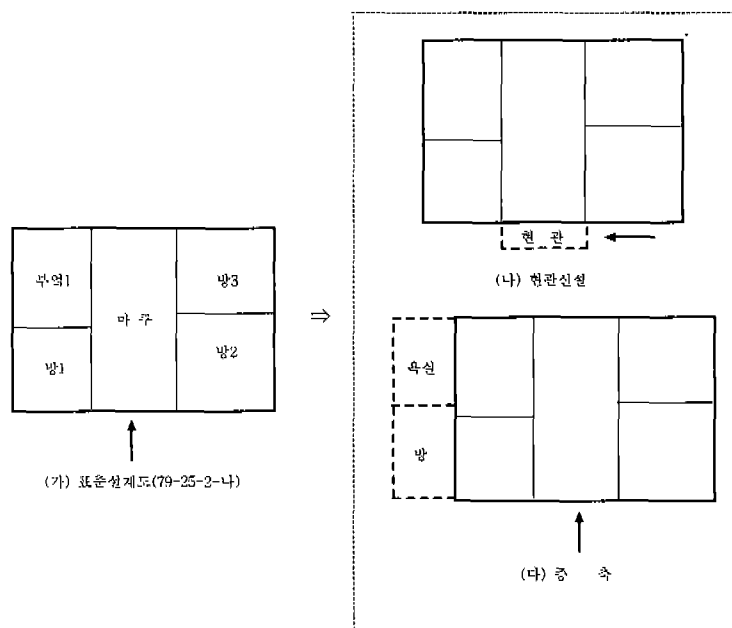 부엌1
방3
마 루
방1
방2
(가) 표준설계도(79-25-2-나)
⇒
현 관
(나) 현관신설
욕실
방
(다) 증 축